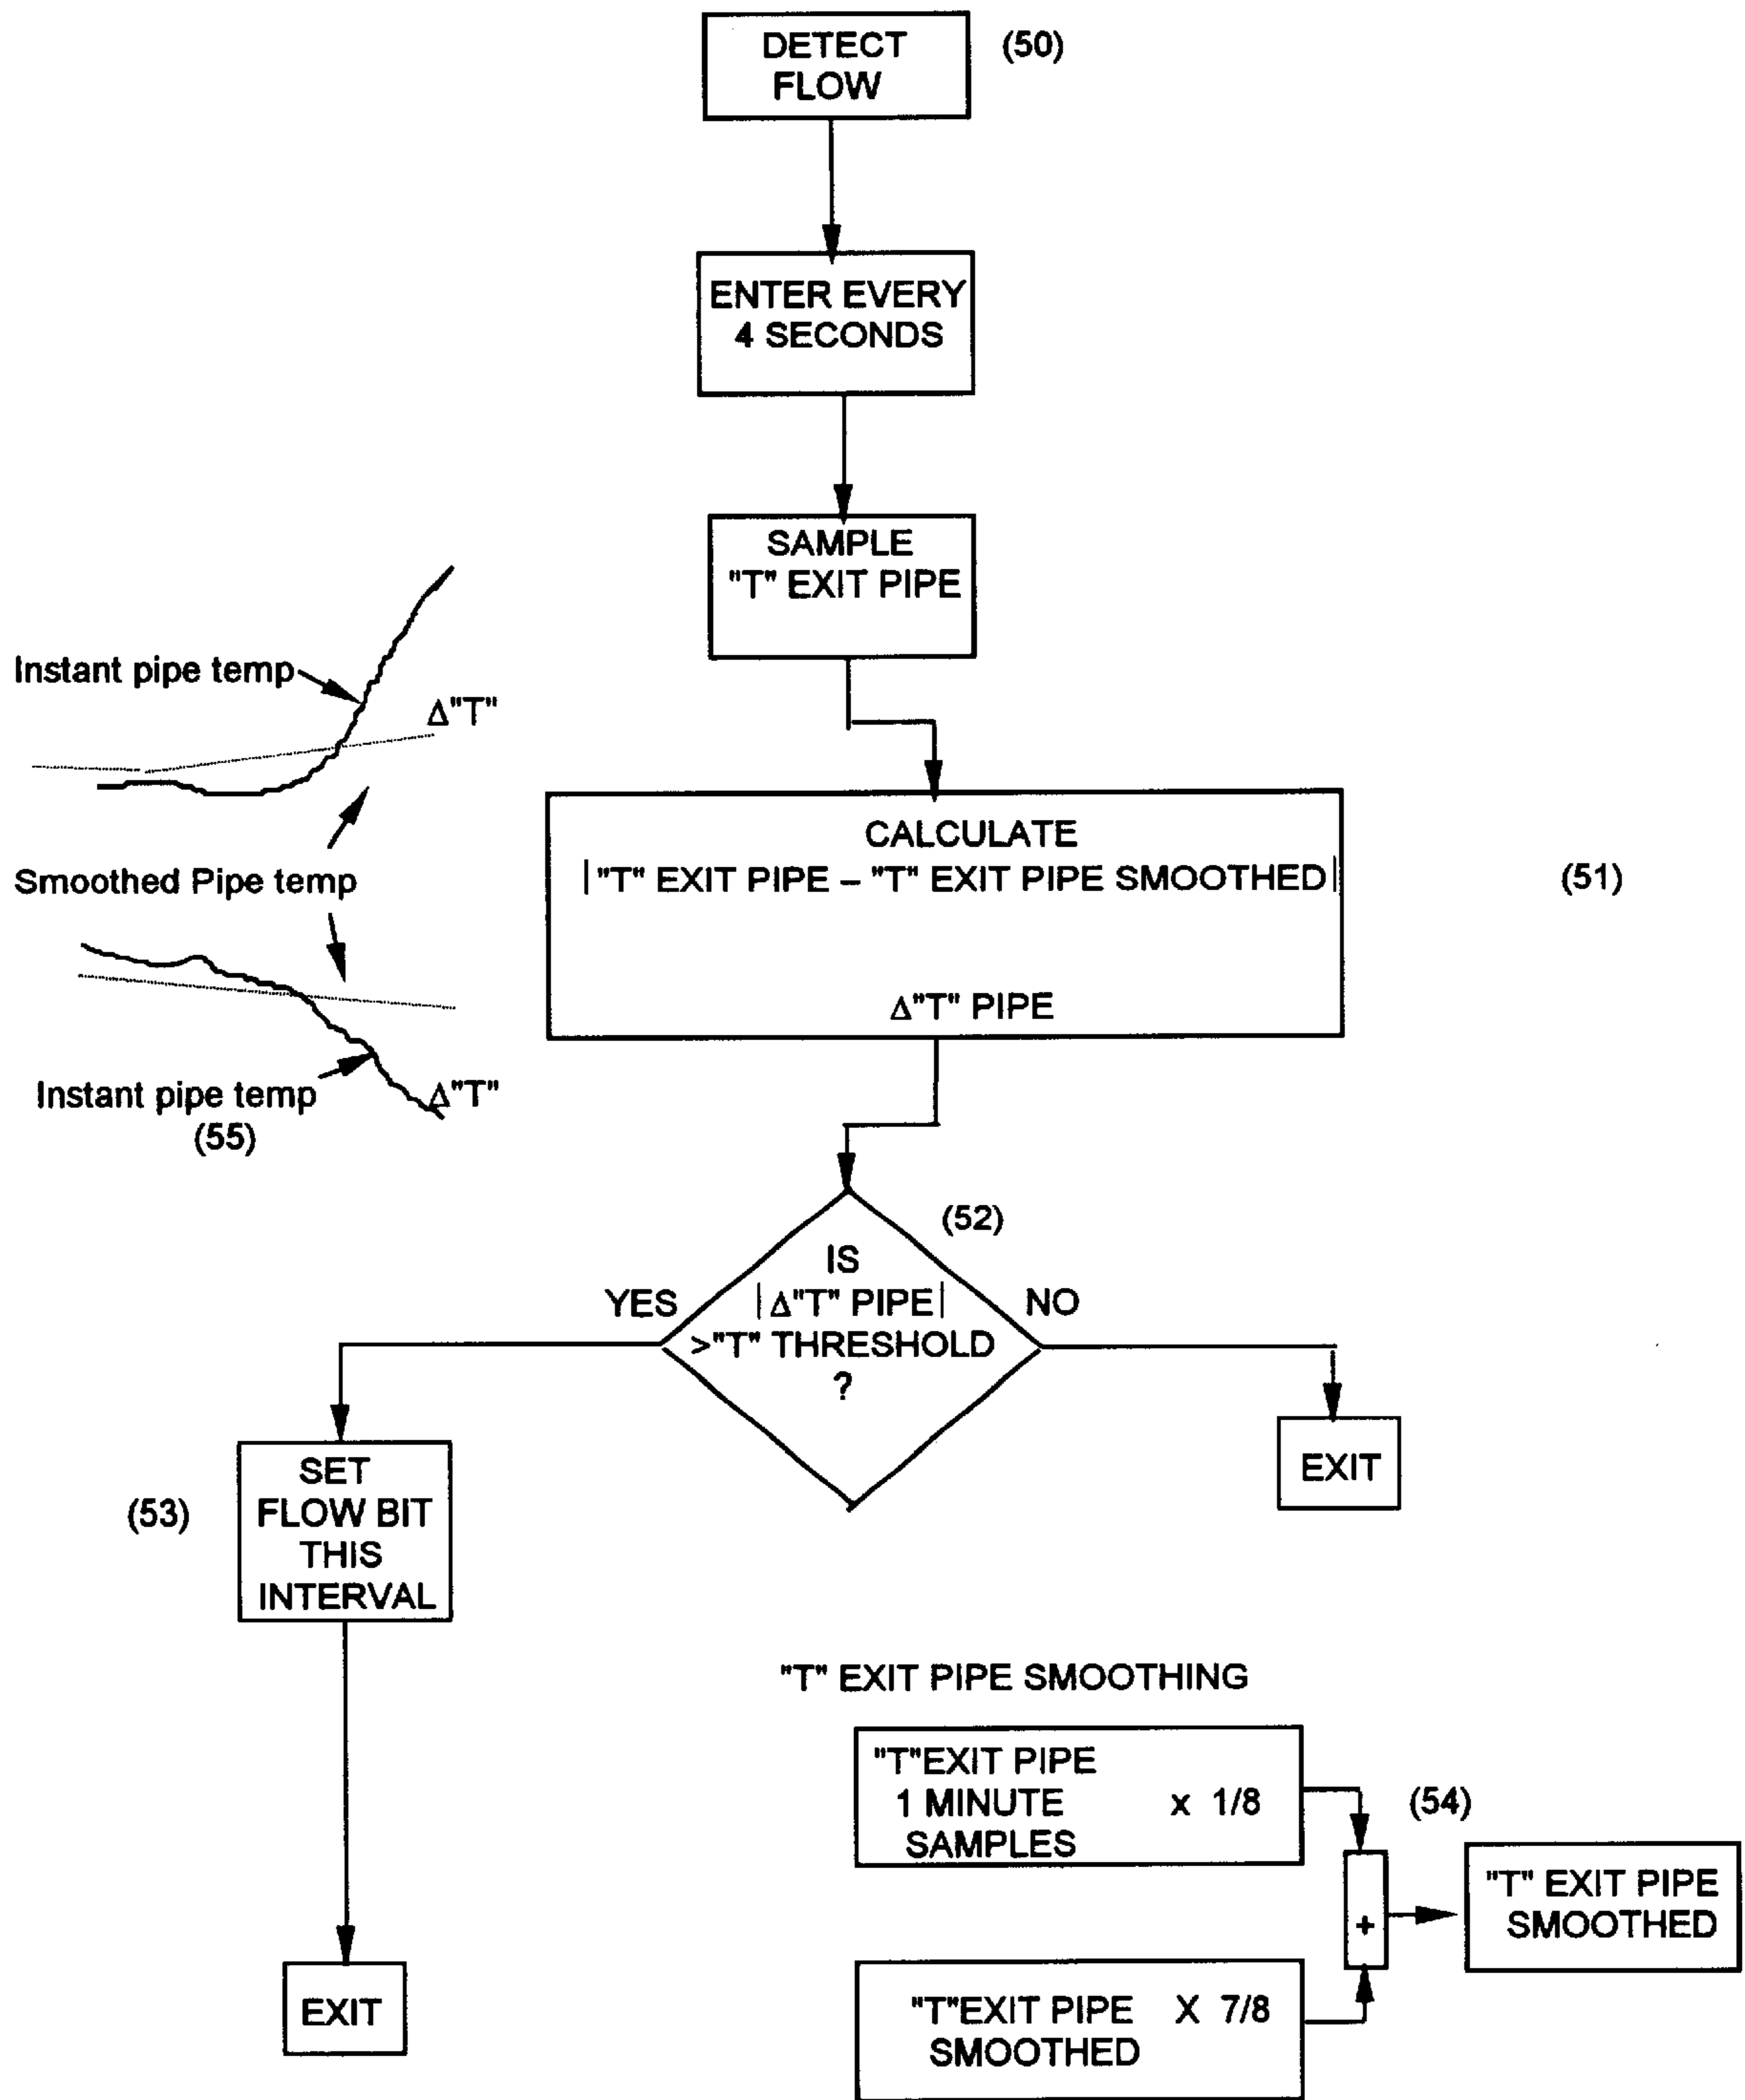 DETECT
FLOW
(50)
ENTER EVERY
4 SECONDS
SAMPLE
"T" EXIT PIPE
Instant pipe temp
Δ"T"
Smoothed Pipe temp
Instant pipe temp
(55)
Δ"T"
CALCULATE
|"T" EXIT PIPE – "T" EXIT PIPE SMOOTHED|
Δ"T" PIPE
(51)
(52)
IS
|Δ"T" PIPE|
>"T" THRESHOLD
?
YES
NO
EXIT
(53)
SET
FLOW BIT
THIS
INTERVAL
EXIT
"T" EXIT PIPE SMOOTHING
"T"EXIT PIPE
1 MINUTE x 1/8
SAMPLES
(54)
+
"T" EXIT PIPE
SMOOTHED
"T"EXIT PIPE X 7/8
SMOOTHED